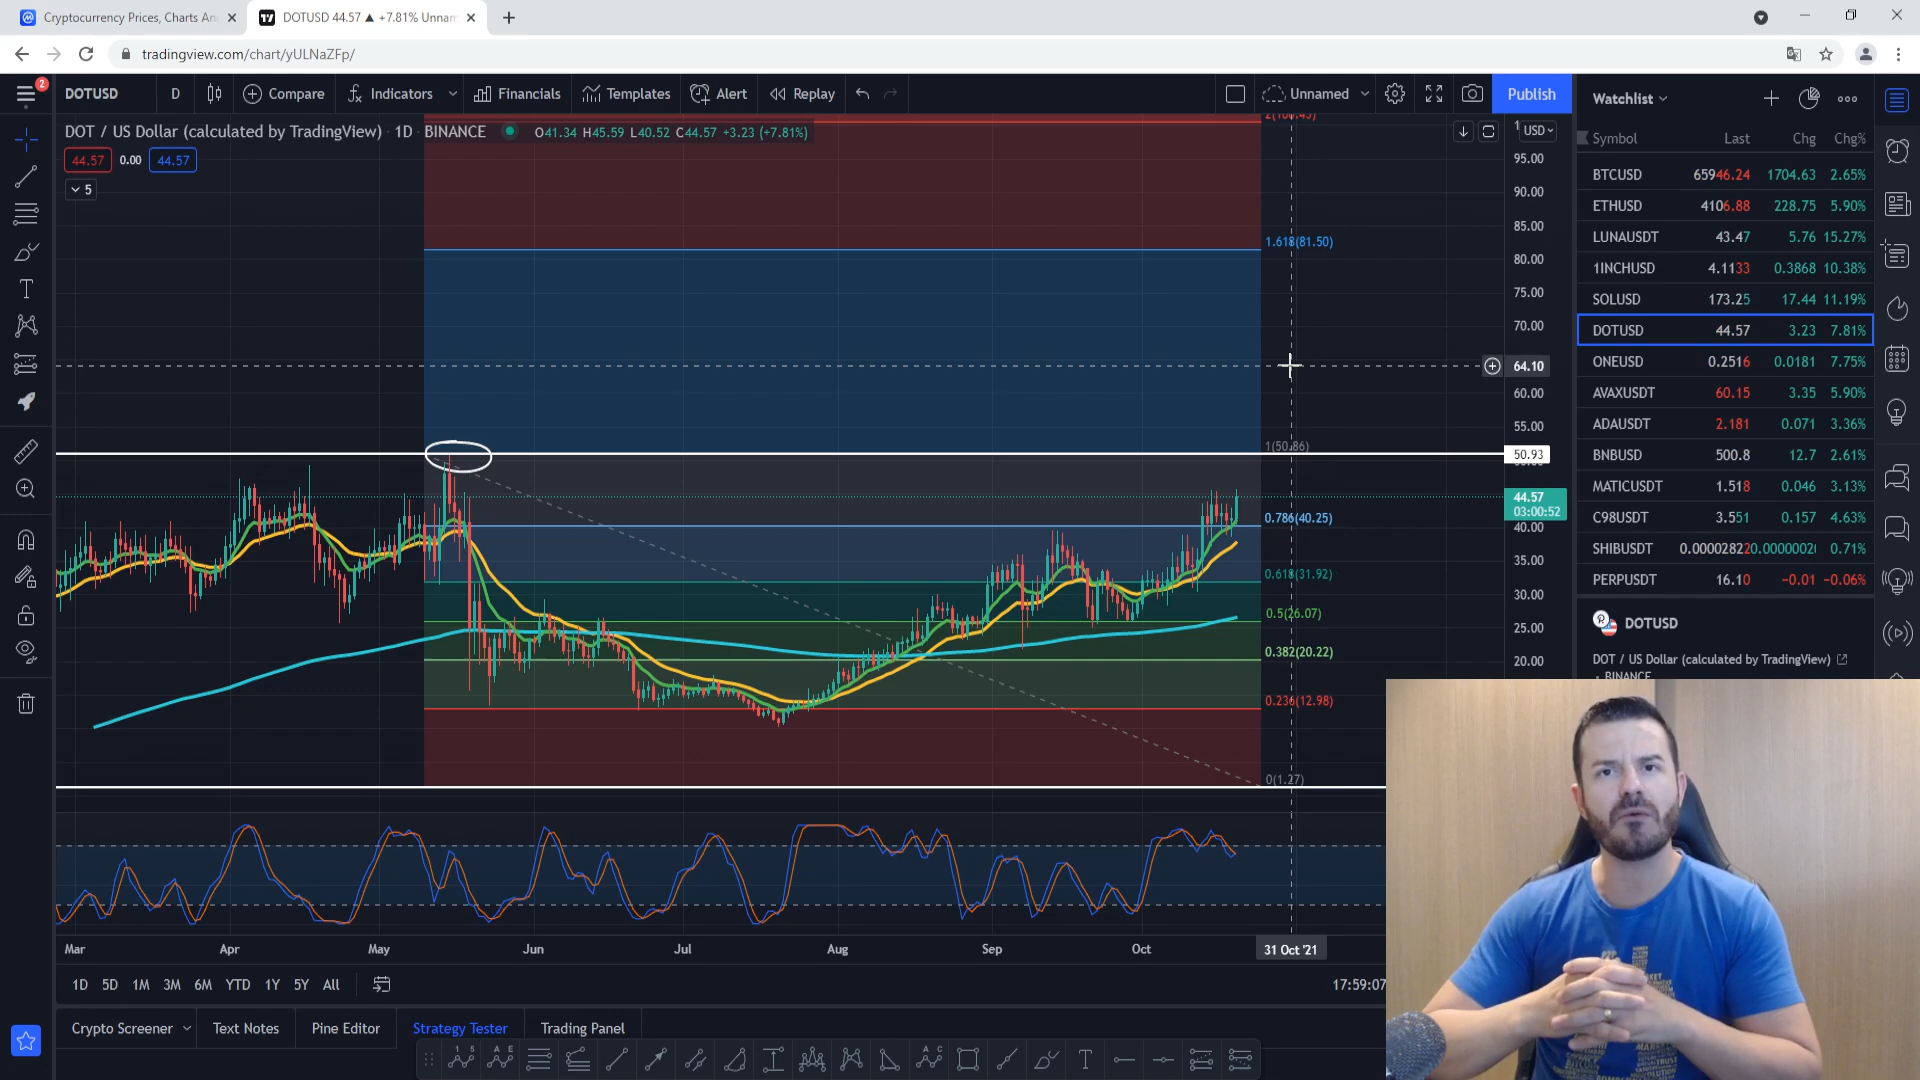 Cryptocurrency Prices, Charts An
DOTUSD 44.57 ▲ +7.81% Unnam
tradingview.com/chart/yULNaZFp/
2
DOTUSD
D
Compare
Indicators
Financials
Templates
Alert
Replay
Unnamed
Publish
Watchlist
DOT / US Dollar (calculated by TradingView) · 1D · BINANCE
O41.34 H45.59 L40.52 C44.57 +3.23 (+7.81%)
44.57 0.00 44.57
5
USD
95.00
90.00
85.00
80.00
75.00
70.00
64.10
60.00
55.00
50.93
44.57
03:00:52
40.00
35.00
30.00
25.00
20.00
1.618(81.50)
1(50.86)
0.786(40.25)
0.618(31.92)
0.5(26.07)
0.382(20.22)
0.236(12.98)
0(1.27)
Symbol Last Chg Chg%
BTCUSD 65946.24 1704.63 2.65%
ETHUSD 4106.88 228.75 5.90%
LUNAUSDT 43.47 5.76 15.27%
1INCHUSD 4.1133 0.3868 10.38%
SOLUSD 173.25 17.44 11.19%
DOTUSD 44.57 3.23 7.81%
ONEUSD 0.2516 0.0181 7.75%
AVAXUSDT 60.15 3.35 5.90%
ADAUSDT 2.181 0.071 3.36%
BNBUSD 500.8 12.7 2.61%
MATICUSDT 1.518 0.046 3.13%
C98USDT 3.551 0.157 4.63%
SHIBUSDT 0.71%
PERPUSDT 16.10 −0.01 −0.06%
DOTUSD
DOT / US Dollar (calculated by TradingView)
BINANCE
Mar Apr May Jun Jul Aug Sep Oct 31 Oct '21
1D 5D 1M 3M 6M YTD 1Y 5Y All
17:59:07
Crypto Screener
Text Notes
Pine Editor
Strategy Tester
Trading Panel